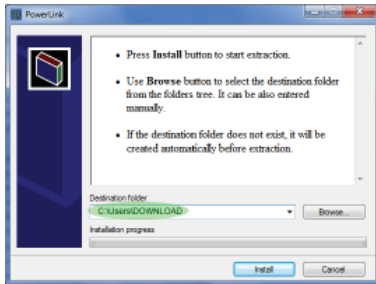 PowerLink
• Press Install button to start extraction.
• Use Browse button to select the destination folder
from the folders tree. It can be also entered
manually.
• If the destination folder does not exist, it will be
created automatically before extraction.
Destination folder
C:\Users\DOWNLOAD
Browse...
Installation progress
Install
Cancel